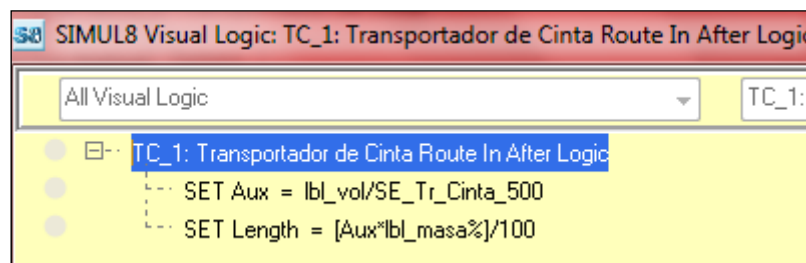 SIMUL8 Visual Logic: TC_1: Transportador de Cinta Route In After Logic
All Visual Logic
TC_1:
TC_1: Transportador de Cinta Route In After Logic
SET Aux = lbl_vol/SE_Tr_Cinta_500
SET Length = [Aux*lbl_masa%]/100